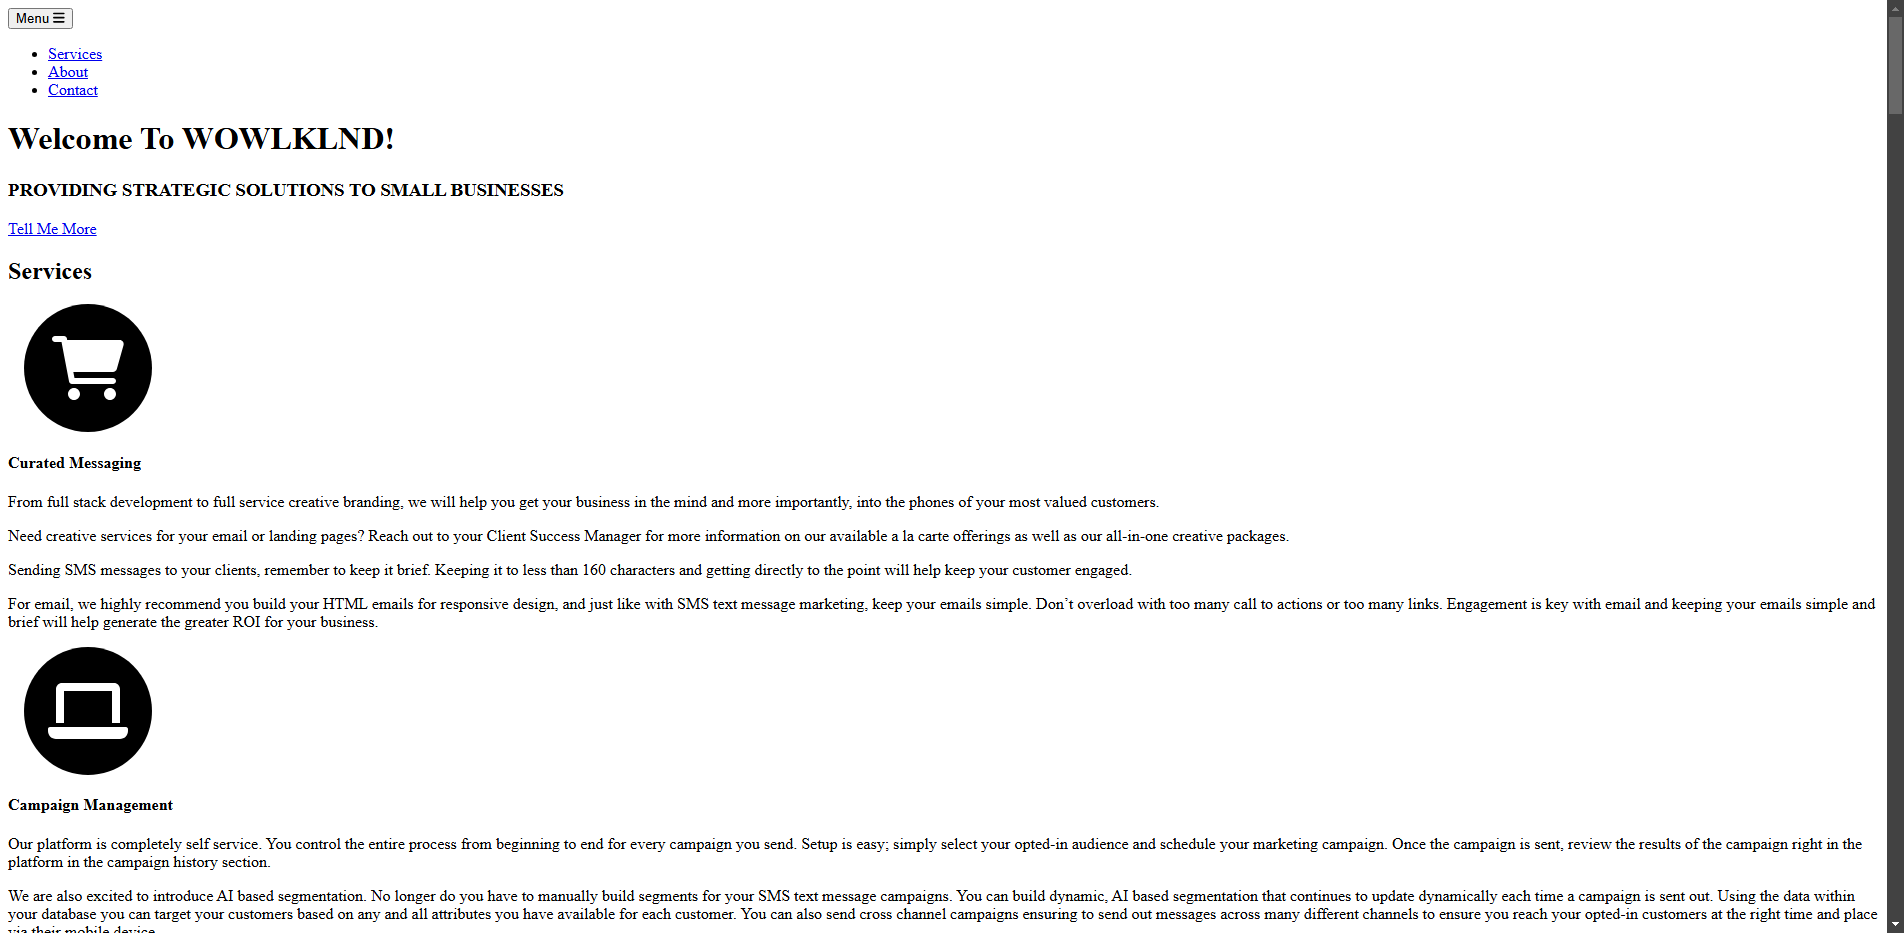 Menu
Services
About
Contact
Welcome To WOWLKLND!
PROVIDING STRATEGIC SOLUTIONS TO SMALL BUSINESSES
Tell Me More
Services
Curated Messaging
From full stack development to full service creative branding, we will help you get your business in the mind and more importantly, into the phones of your most valued customers.
Need creative services for your email or landing pages? Reach out to your Client Success Manager for more information on our available a la carte offerings as well as our all-in-one creative packages.
Sending SMS messages to your clients, remember to keep it brief. Keeping it to less than 160 characters and getting directly to the point will help keep your customer engaged.
For email, we highly recommend you build your HTML emails for responsive design, and just like with SMS text message marketing, keep your emails simple. Don’t overload with too many call to actions or too many links. Engagement is key with email and keeping your emails simple and
brief will help generate the greater ROI for your business.
Campaign Management
Our platform is completely self service. You control the entire process from beginning to end for every campaign you send. Setup is easy; simply select your opted-in audience and schedule your marketing campaign. Once the campaign is sent, review the results of the campaign right in the
platform in the campaign history section.
We are also excited to introduce AI based segmentation. No longer do you have to manually build segments for your SMS text message campaigns. You can build dynamic, AI based segmentation that continues to update dynamically each time a campaign is sent out. Using the data within
your database you can target your customers based on any and all attributes you have available for each customer. You can also send cross channel campaigns ensuring to send out messages across many different channels to ensure you reach your opted-in customers at the right time and place
via their mobile device.